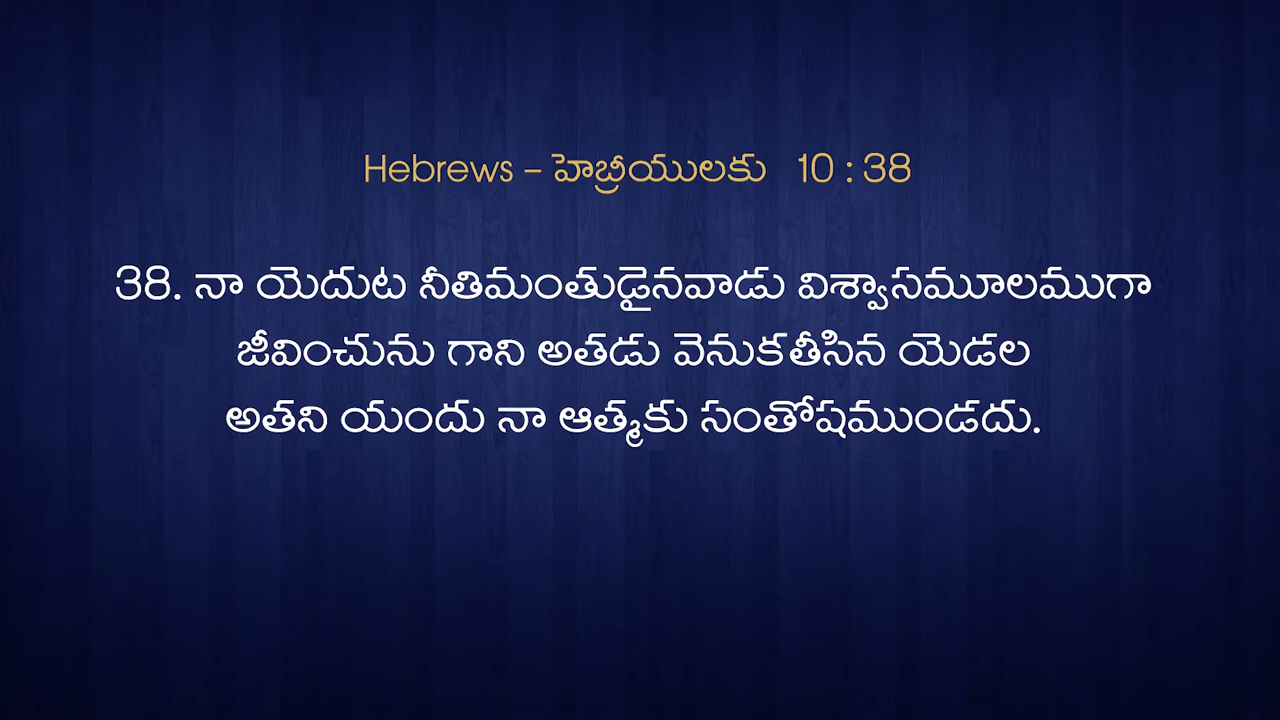 Hebrews – హెబ్రీయులకు 10 : 38
38. నా యెదుట నీతిమంతుడైనవాడు విశ్వాసమూలముగా
జీవించును గాని అతడు వెనుకతీసిన యెడల
అతని యందు నా ఆత్మకు సంతోషముండదు.